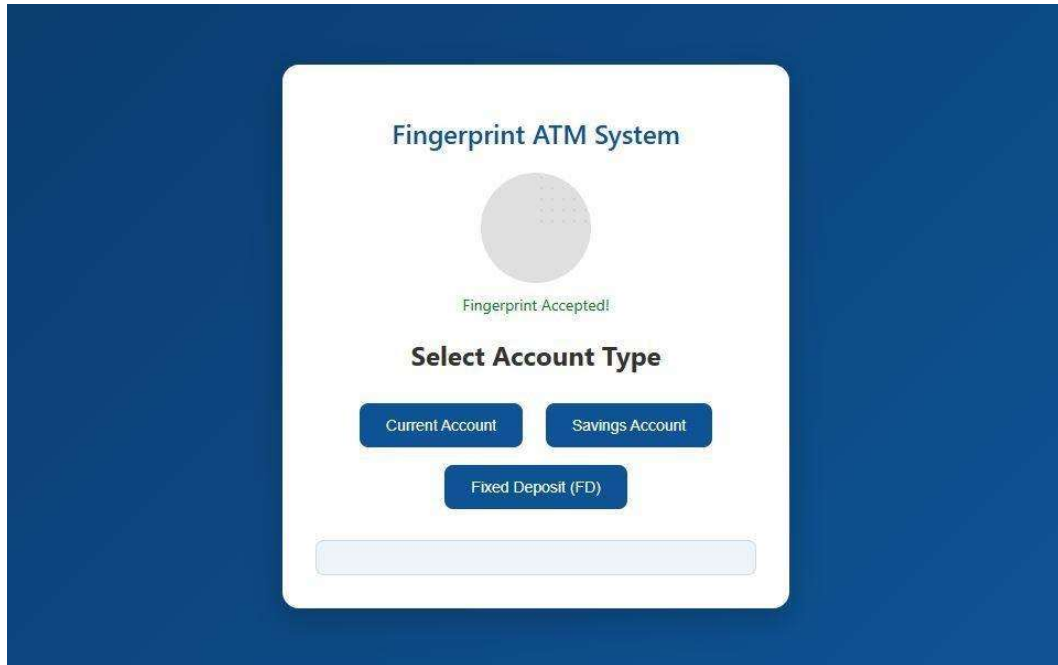 Fingerprint ATM System
Fingerprint Accepted!
Select Account Type
Current Account
Savings Account
Fixed Deposit (FD)